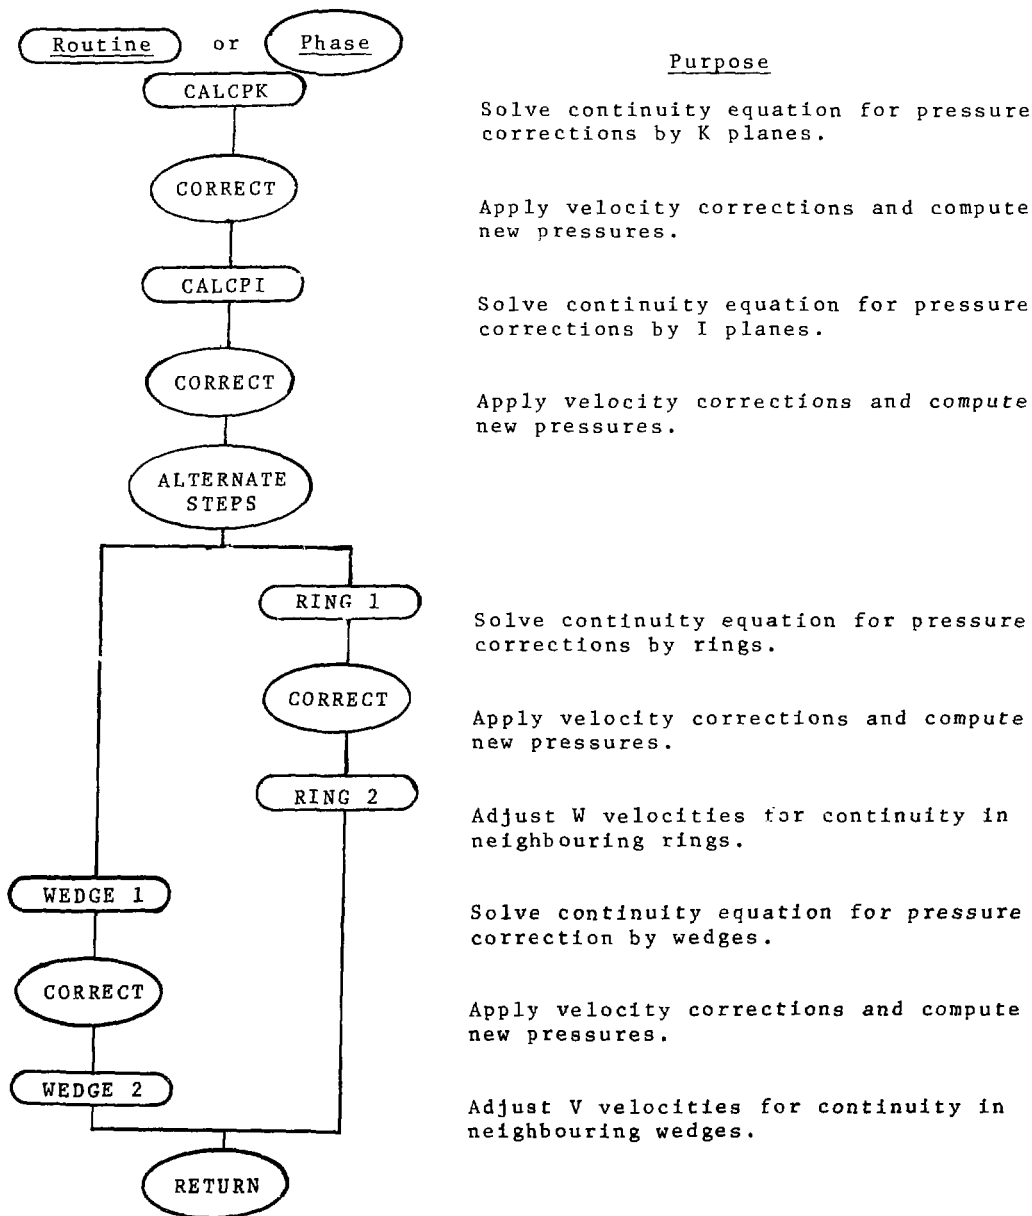 Routine or Phase
Purpose
CALCPK
Solve continuity equation for pressure
corrections by K planes.
CORRECT
Apply velocity corrections and compute
new pressures.
CALCPI
Solve continuity equation for pressure
corrections by I planes.
CORRECT
Apply velocity corrections and compute
new pressures.
ALTERNATE
STEPS
RING 1
Solve continuity equation for pressure
corrections by rings.
CORRECT
Apply velocity corrections and compute
new pressures.
RING 2
Adjust W velocities for continuity in
neighbouring rings.
WEDGE 1
Solve continuity equation for pressure
correction by wedges.
CORRECT
Apply velocity corrections and compute
new pressures.
WEDGE 2
Adjust V velocities for continuity in
neighbouring wedges.
RETURN